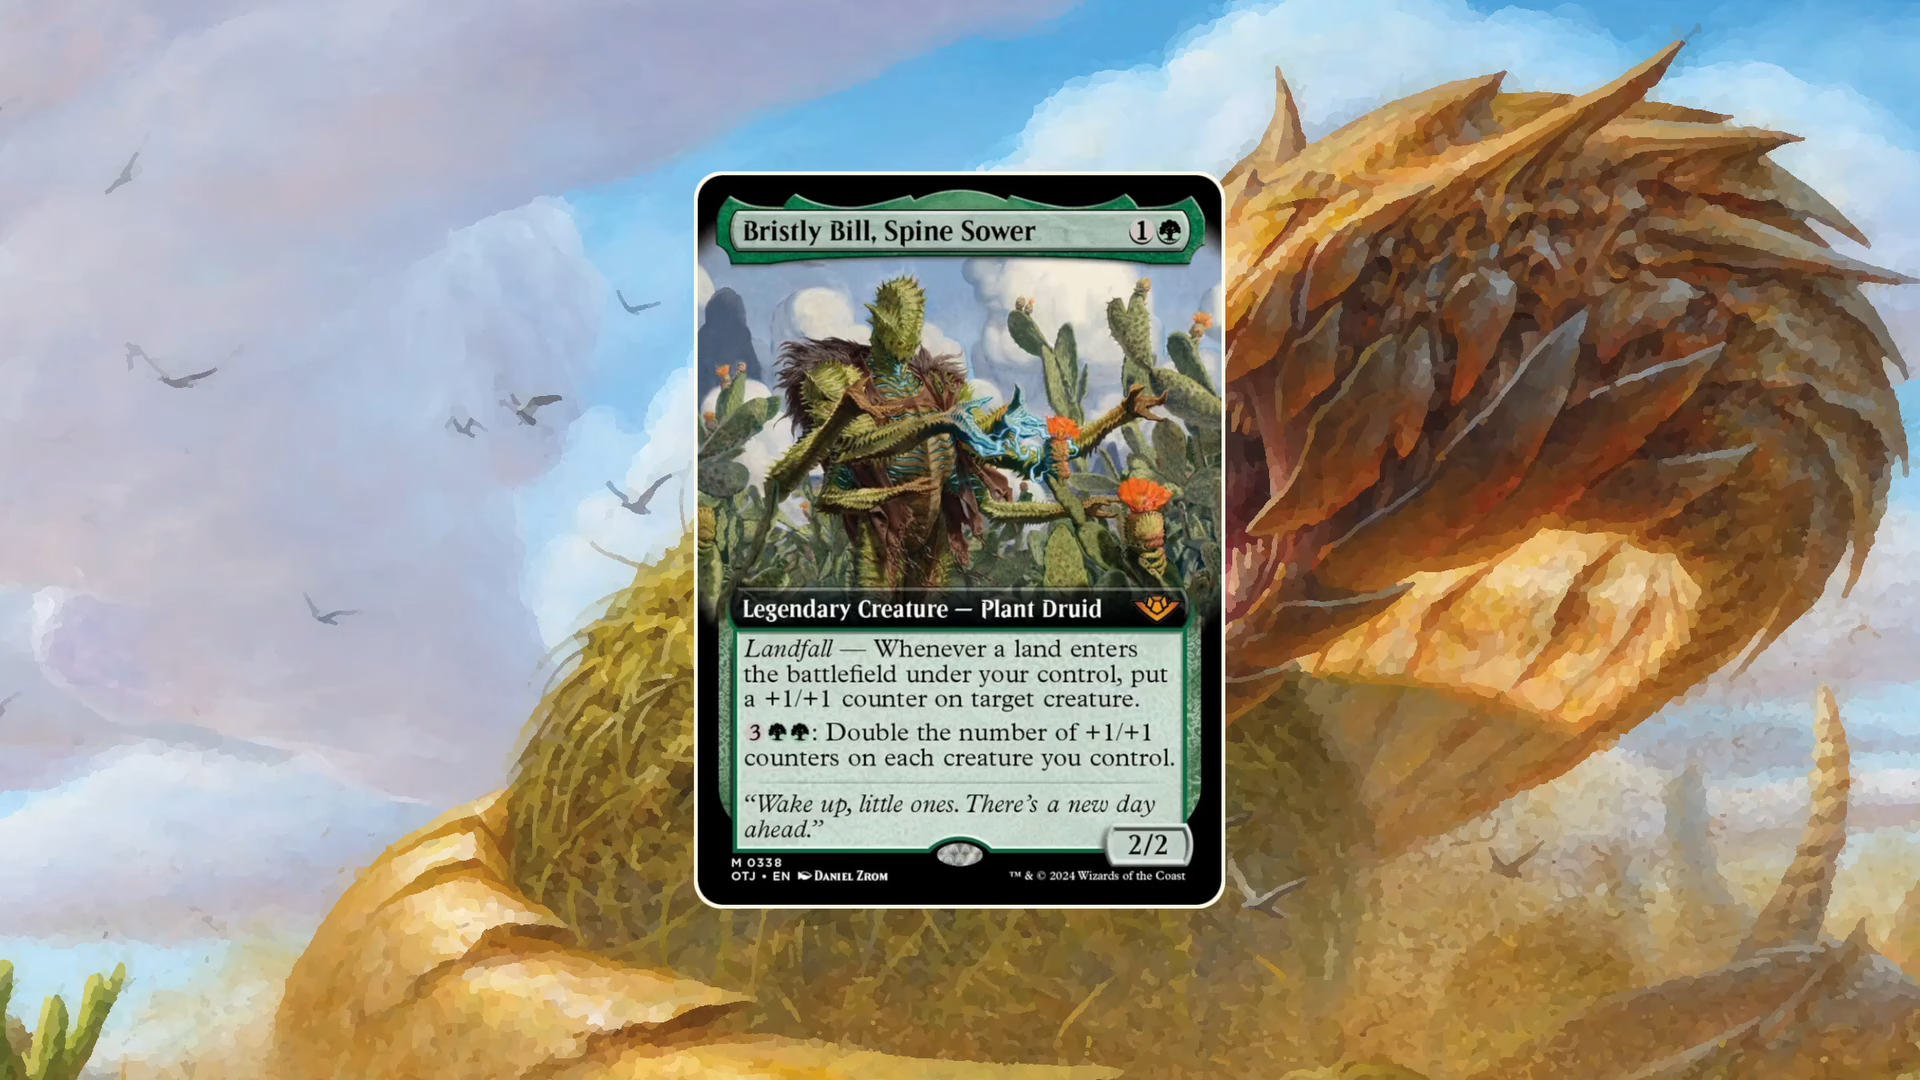 Bristly Bill, Spine Sower 1
Legendary Creature — Plant Druid
Landfall — Whenever a land enters
the battlefield under your control, put
a +1/+1 counter on target creature.
3 : Double the number of +1/+1
counters on each creature you control.
“Wake up, little ones. There’s a new day
ahead.”
2/2
M 0338
OTJ • EN DANIEL ZROM
™ & © 2024 Wizards of the Coast